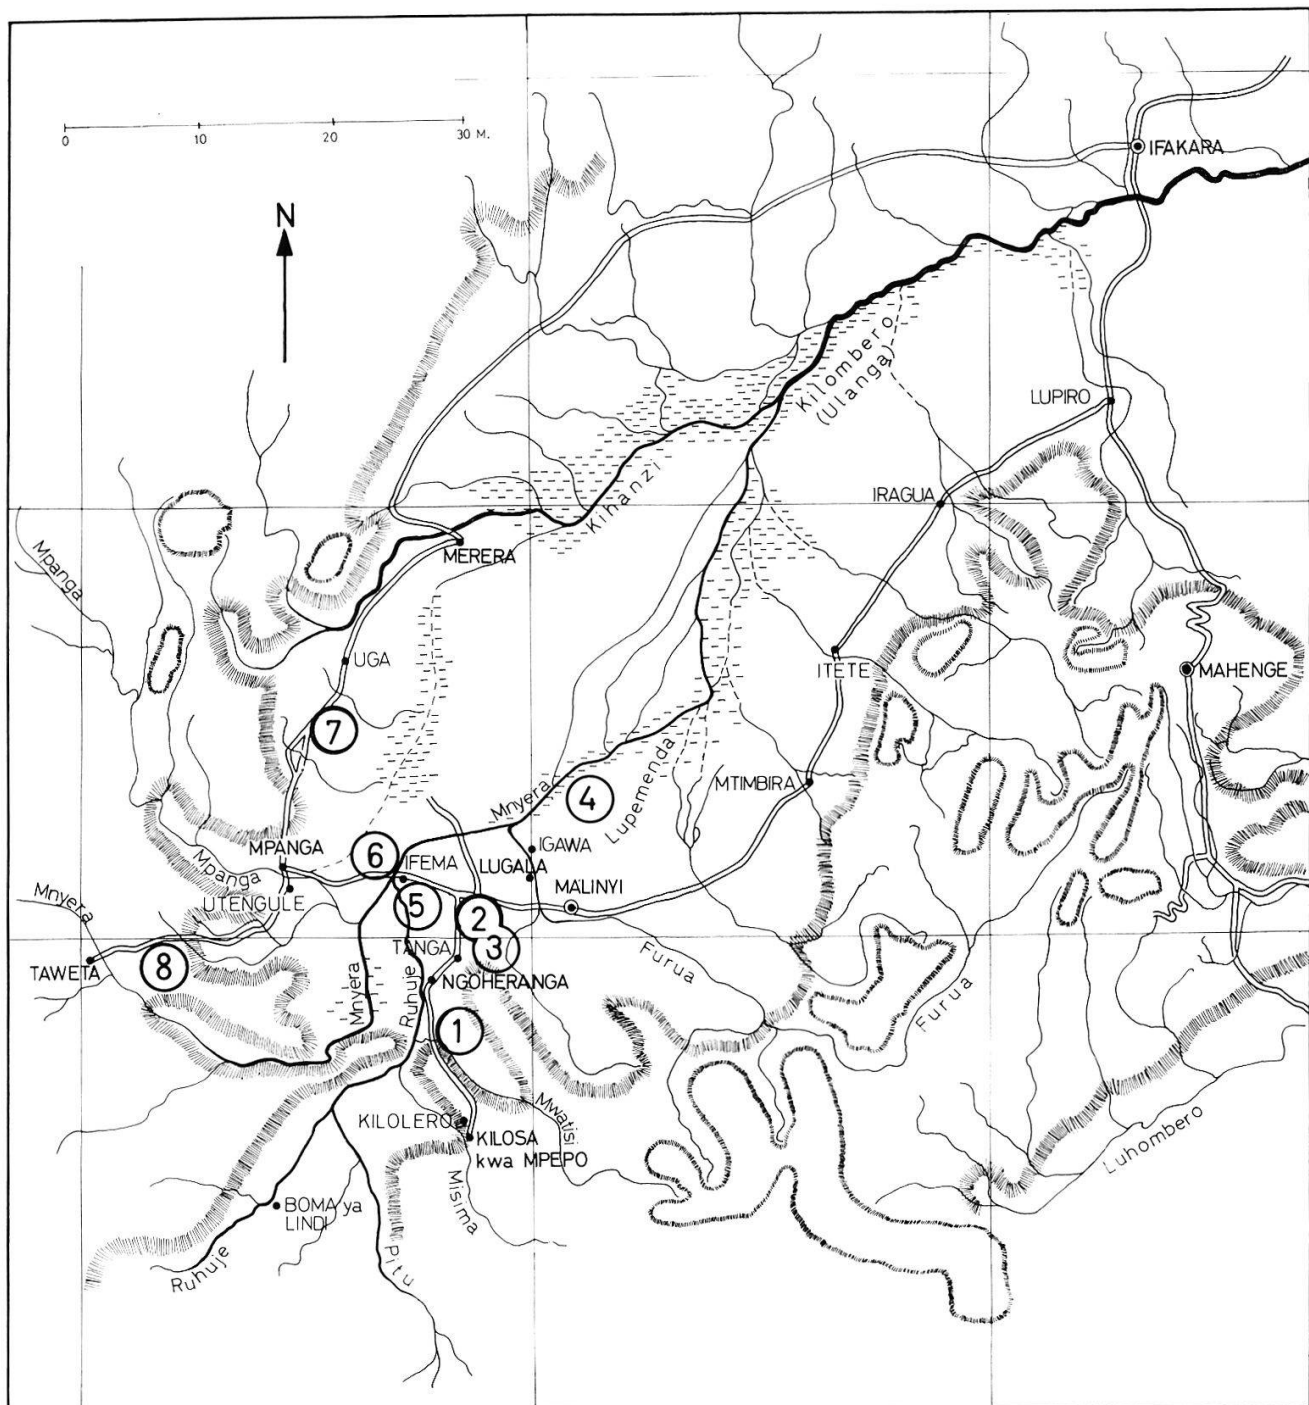 0 10 20 30 M.
N
IFAKARA
Kilombero
(Ulanga)
LUPIRO
Kihanzi
IRAGUA
MERERA
Mpanga
UGA
ITETE
MAHENGE
7
4
Mnyera
Lupemenda
MTIMBIRA
MPANGA
6
IFEMA
IGAWA
LUGALA
Mpanga
UTENGULE
5
2
MALINYI
Mnyera
3
TANGA
Furua
TAWETA
8
NGOHERANGA
Mnyera
Ruhuje
1
Furua
KILOLERO
KILOSA
kwa MPEPO
Mwatisi
Misima
Luhombero
BOMA ya
LINDI
Ruhuje
Pitu